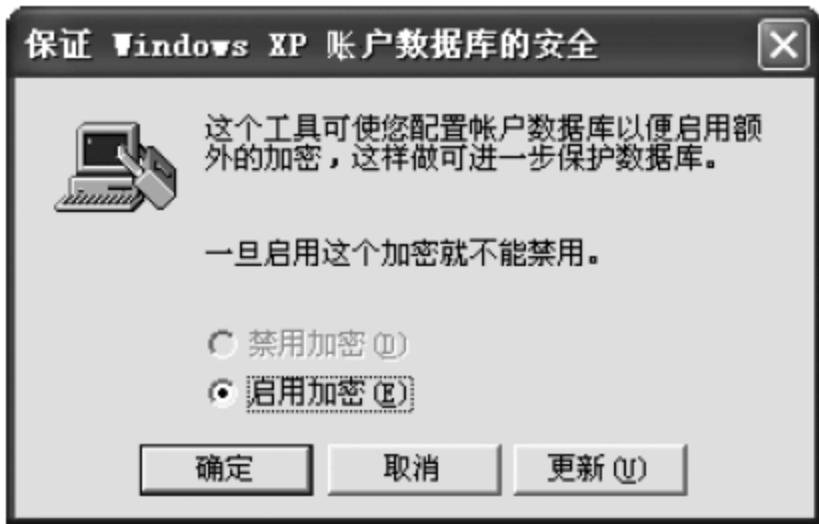 保证 Windows XP 账户数据库的安全
这个工具可使您配置帐户数据库以便启用额
外的加密，这样做可进一步保护数据库。
一旦启用这个加密就不能禁用。
禁用加密(D)
启用加密(E)
确定
取消
更新(U)